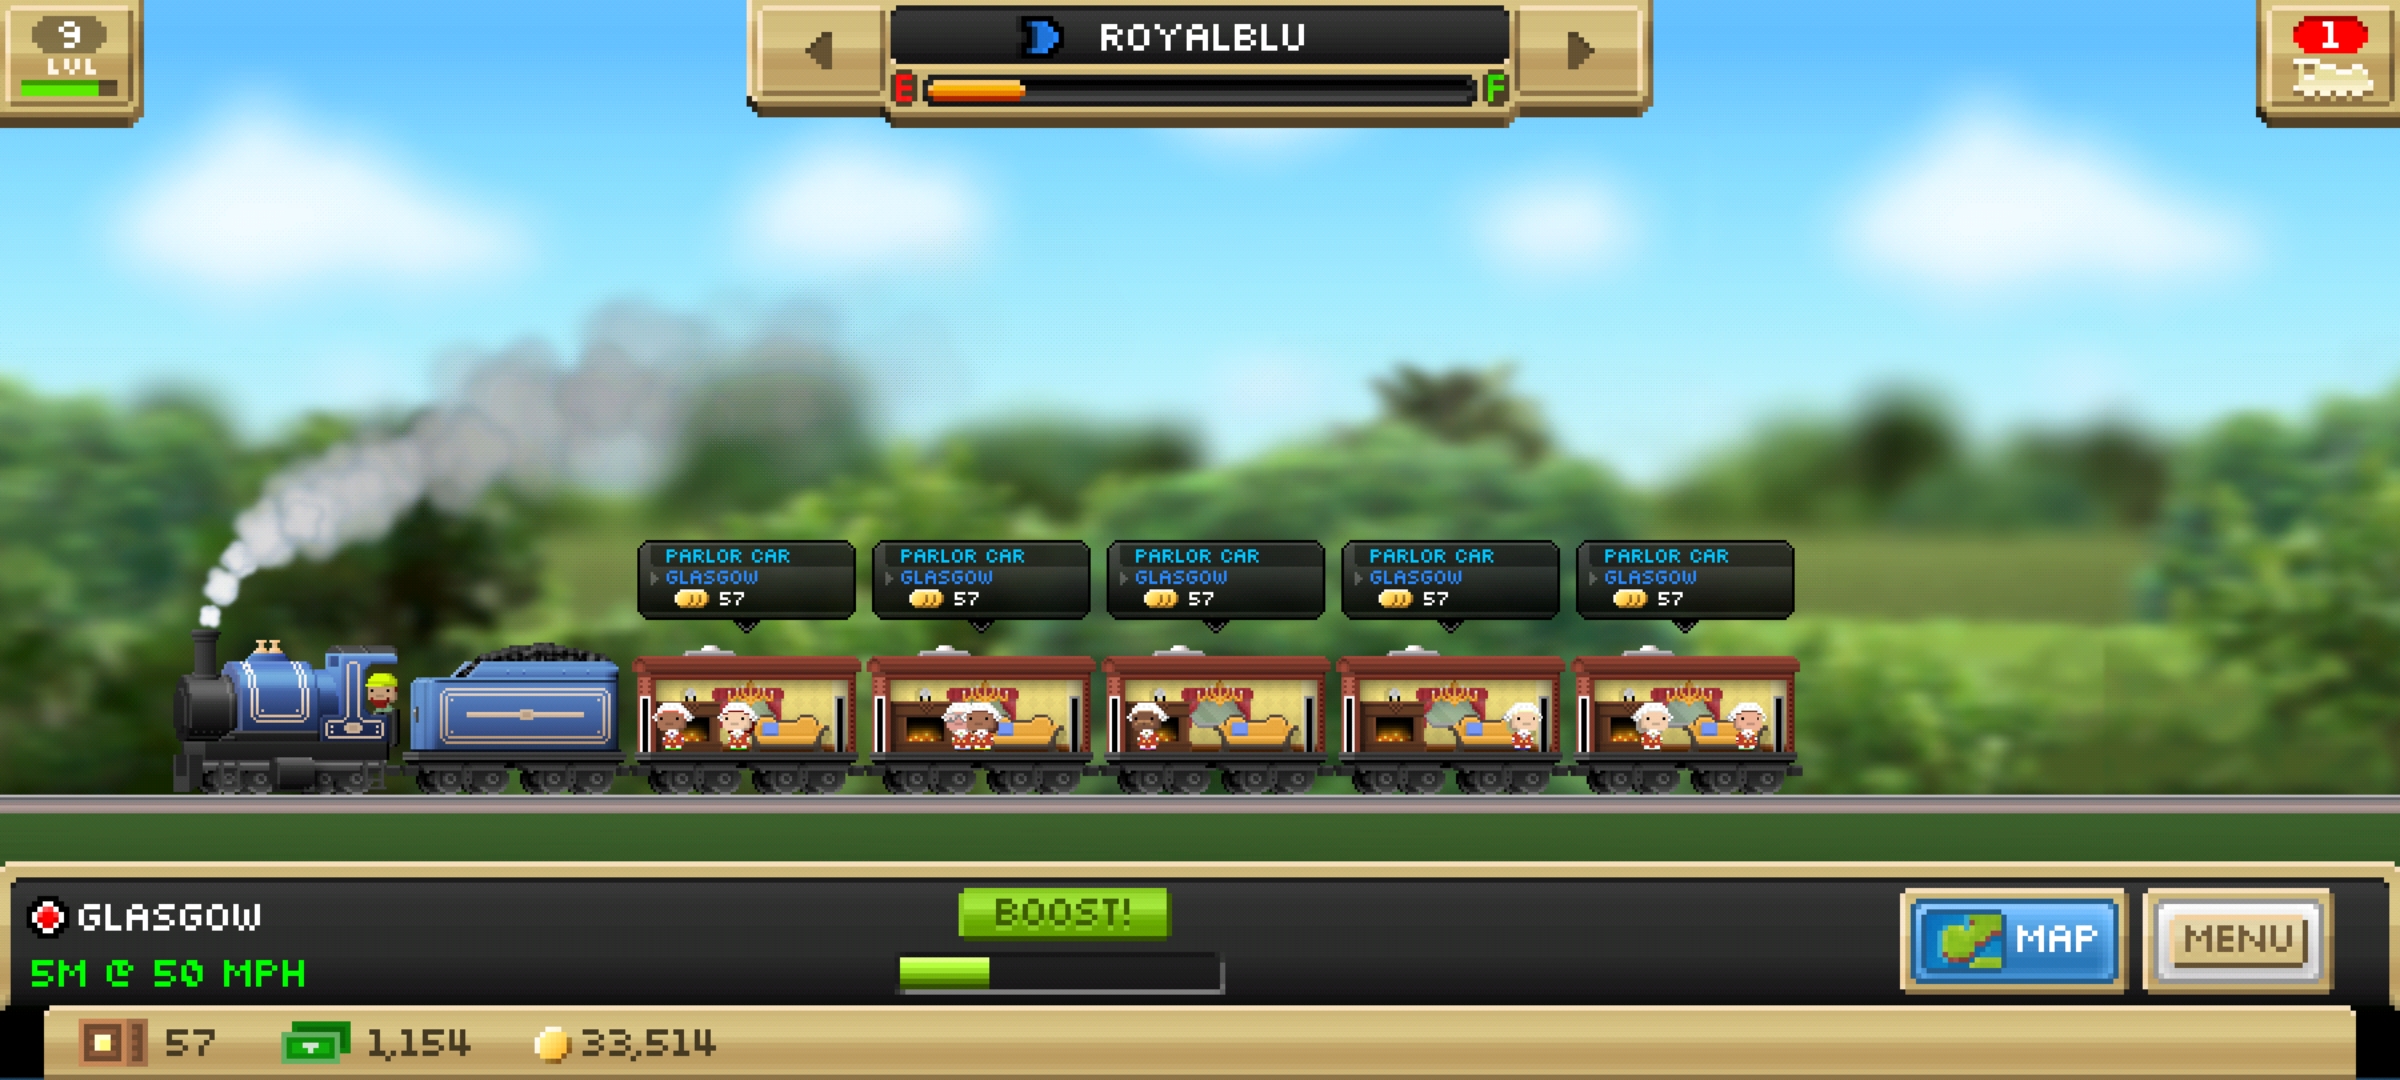 9
LVL
ROYALBLU
E F
1
PARLOR CAR
GLASGOW
57
PARLOR CAR
GLASGOW
57
PARLOR CAR
GLASGOW
57
PARLOR CAR
GLASGOW
57
PARLOR CAR
GLASGOW
57
GLASGOW
5M @ 50 MPH
BOOST!
MAP
MENU
57 1,154 33,514